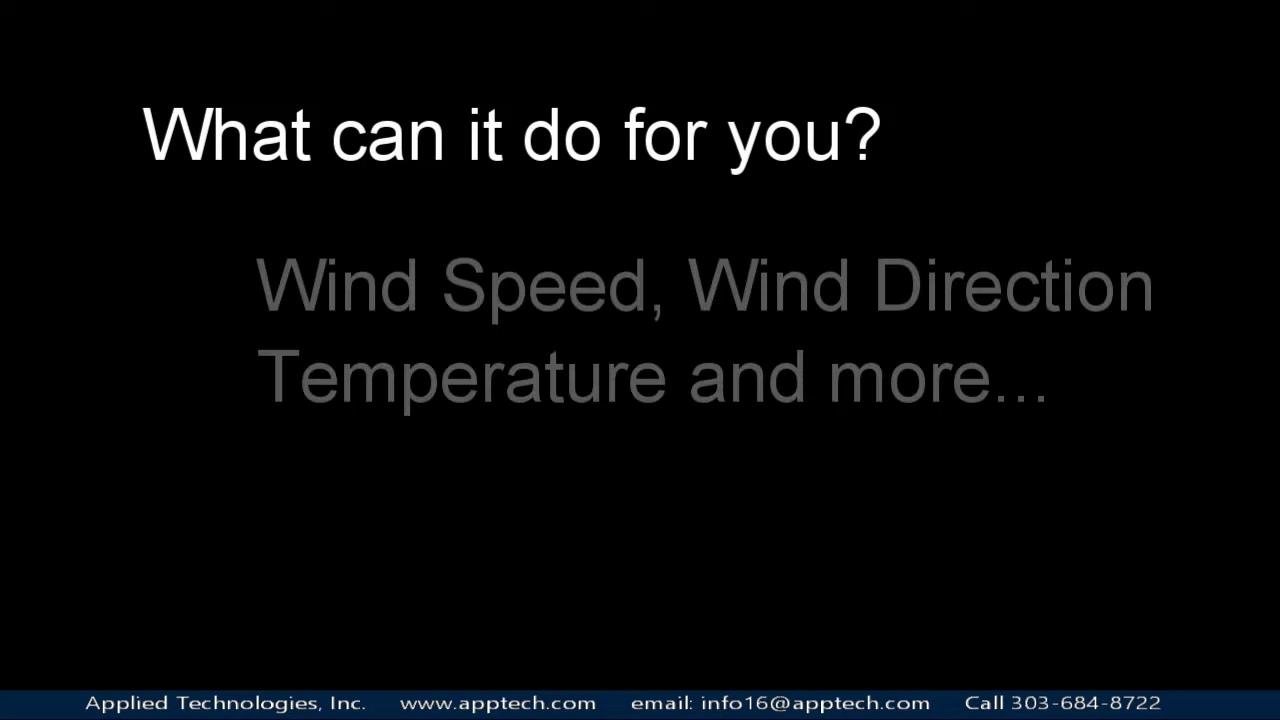 What can it do for you?
Wind Speed, Wind Direction
Temperature and more...
Applied Technologies, Inc. www.apptech.com email: info16@apptech.com Call 303-684-8722